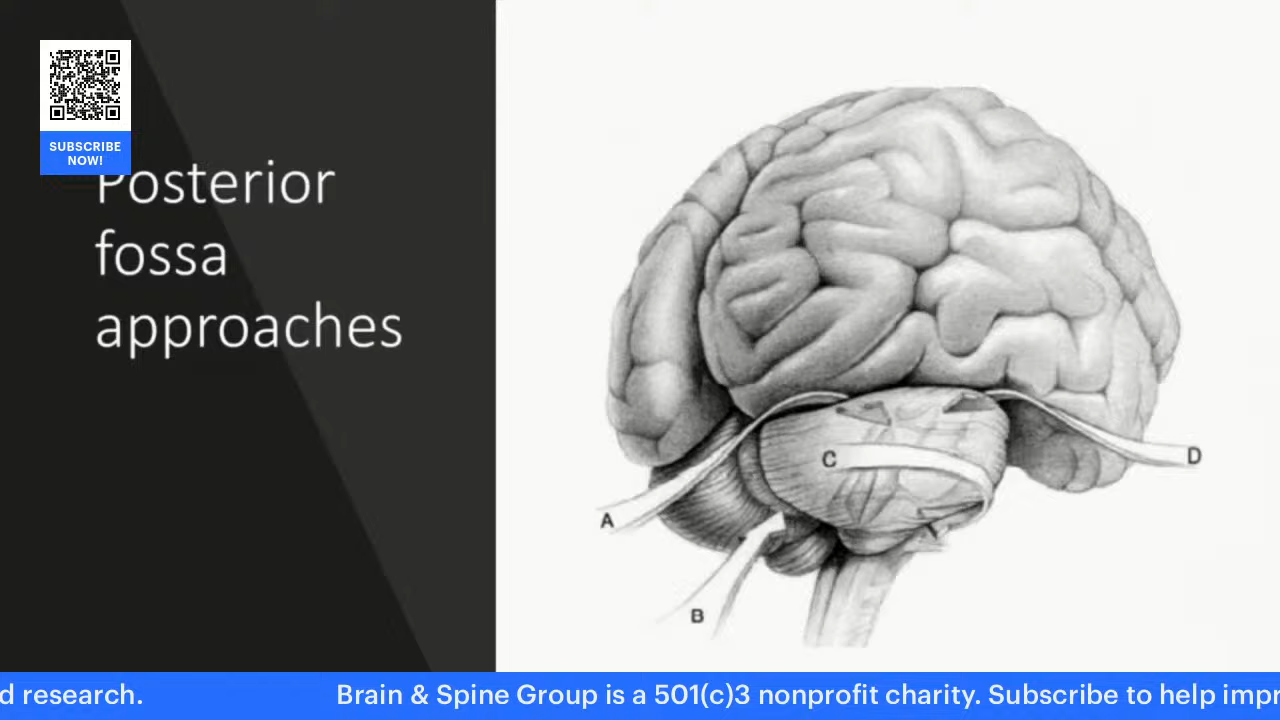 SUBSCRIBE
NOW!
Posterior
fossa
approaches
A
B
C
D
d research.
Brain & Spine Group is a 501(c)3 nonprofit charity. Subscribe to help impr